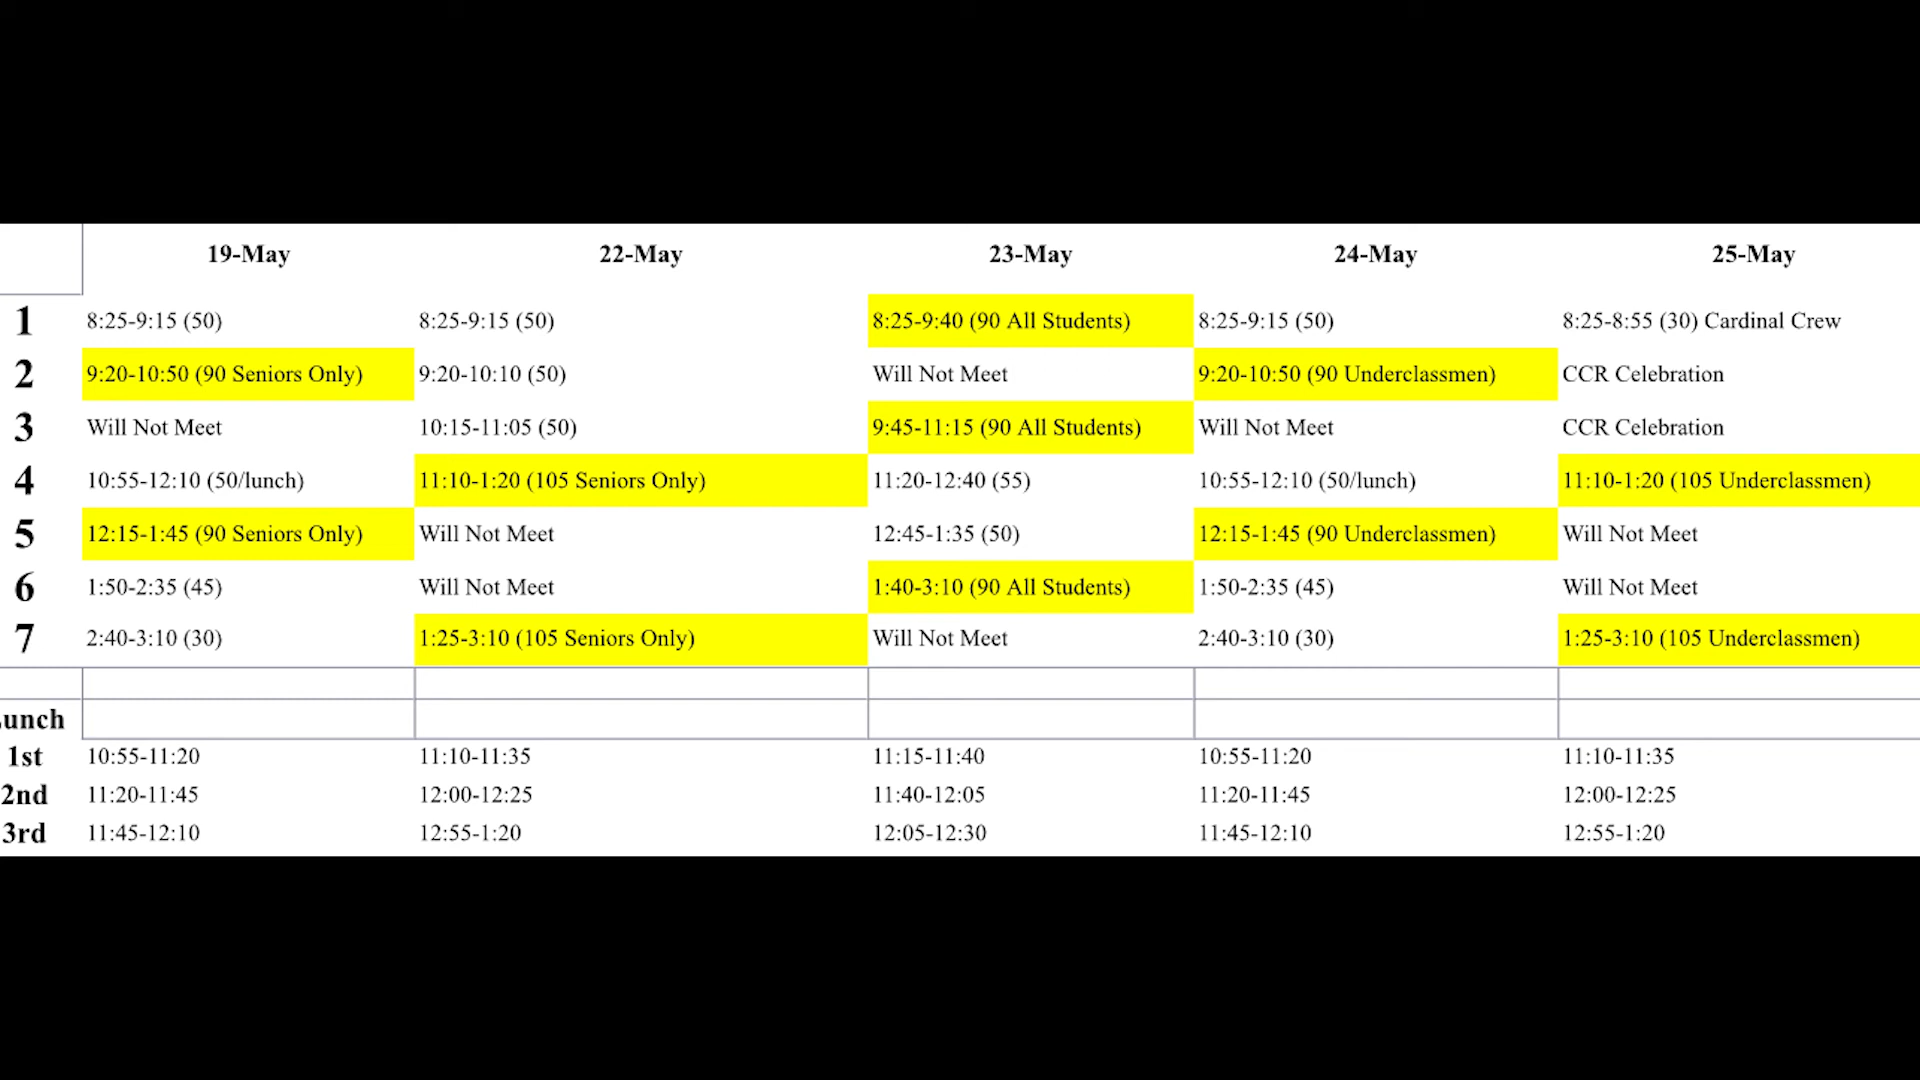 19-May 22-May 23-May 24-May 25-May
1 8:25-9:15 (50) 8:25-9:15 (50) 8:25-9:40 (90 All Students) 8:25-9:15 (50) 8:25-8:55 (30) Cardinal Crew
2 9:20-10:50 (90 Seniors Only) 9:20-10:10 (50) Will Not Meet 9:20-10:50 (90 Underclassmen) CCR Celebration
3 Will Not Meet 10:15-11:05 (50) 9:45-11:15 (90 All Students) Will Not Meet CCR Celebration
4 10:55-12:10 (50/lunch) 11:10-1:20 (105 Seniors Only) 11:20-12:40 (55) 10:55-12:10 (50/lunch) 11:10-1:20 (105 Underclassmen)
5 12:15-1:45 (90 Seniors Only) Will Not Meet 12:45-1:35 (50) 12:15-1:45 (90 Underclassmen) Will Not Meet
6 1:50-2:35 (45) Will Not Meet 1:40-3:10 (90 All Students) 1:50-2:35 (45) Will Not Meet
7 2:40-3:10 (30) 1:25-3:10 (105 Seniors Only) Will Not Meet 2:40-3:10 (30) 1:25-3:10 (105 Underclassmen)
unch
1st 10:55-11:20 11:10-11:35 11:15-11:40 10:55-11:20 11:10-11:35
2nd 11:20-11:45 12:00-12:25 11:40-12:05 11:20-11:45 12:00-12:25
3rd 11:45-12:10 12:55-1:20 12:05-12:30 11:45-12:10 12:55-1:20